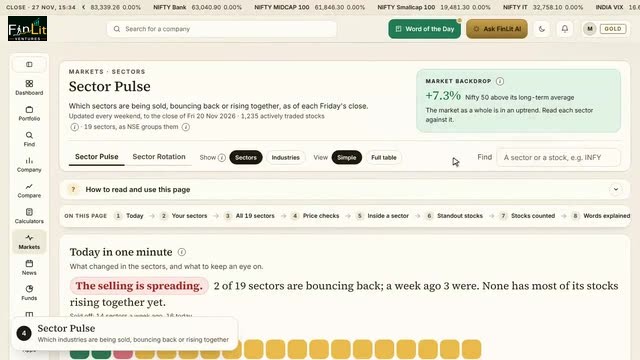 CLOSE · 27 NOV, 15:34 € 83,339.28 0.00% NIFTY Bank 63,040.90 0.00% NIFTY MIDCAP 100 61,846.30 0.00% NIFTY Smallcap 100 19,481.30 0.00% NIFTY IT 32,758.10 0.00% INDIA VIX
FinLit
VENTURES
Search for a company
Word of the Day
Ask FinLit AI
M GOLD
Dashboard
Portfolio
Find
Company
Compare
Calculators
Markets
News
Funds
MARKETS · SECTORS
Sector Pulse
Which sectors are being sold, bouncing back or rising together, as of each Friday's close.
Updated every weekend, to the close of Fri 20 Nov 2026 · 1,235 actively traded stocks
· 19 sectors, as NSE groups them
MARKET BACKDROP
+7.3% Nifty 50 above its long-term average
The market as a whole is in an uptrend. Read each sector
against it.
Sector Pulse Sector Rotation Show Sectors Industries View Simple Full table Find A sector or a stock, e.g. INFY
? How to read and use this page
ON THIS PAGE 1 Today → 2 Your sectors → 3 All 19 sectors → 4 Price checks → 5 Inside a sector → 6 Standout stocks → 7 Stocks counted → 8 Words explained
Today in one minute
What changed in the sectors, and what to keep an eye on.
The selling is spreading. 2 of 19 sectors are bouncing back; a week ago 3 were. None has most of its stocks
rising together yet.
Sold off: 14 sectors a week ago, 16 today
4 Sector Pulse
Which industries are being sold, bouncing back or rising together